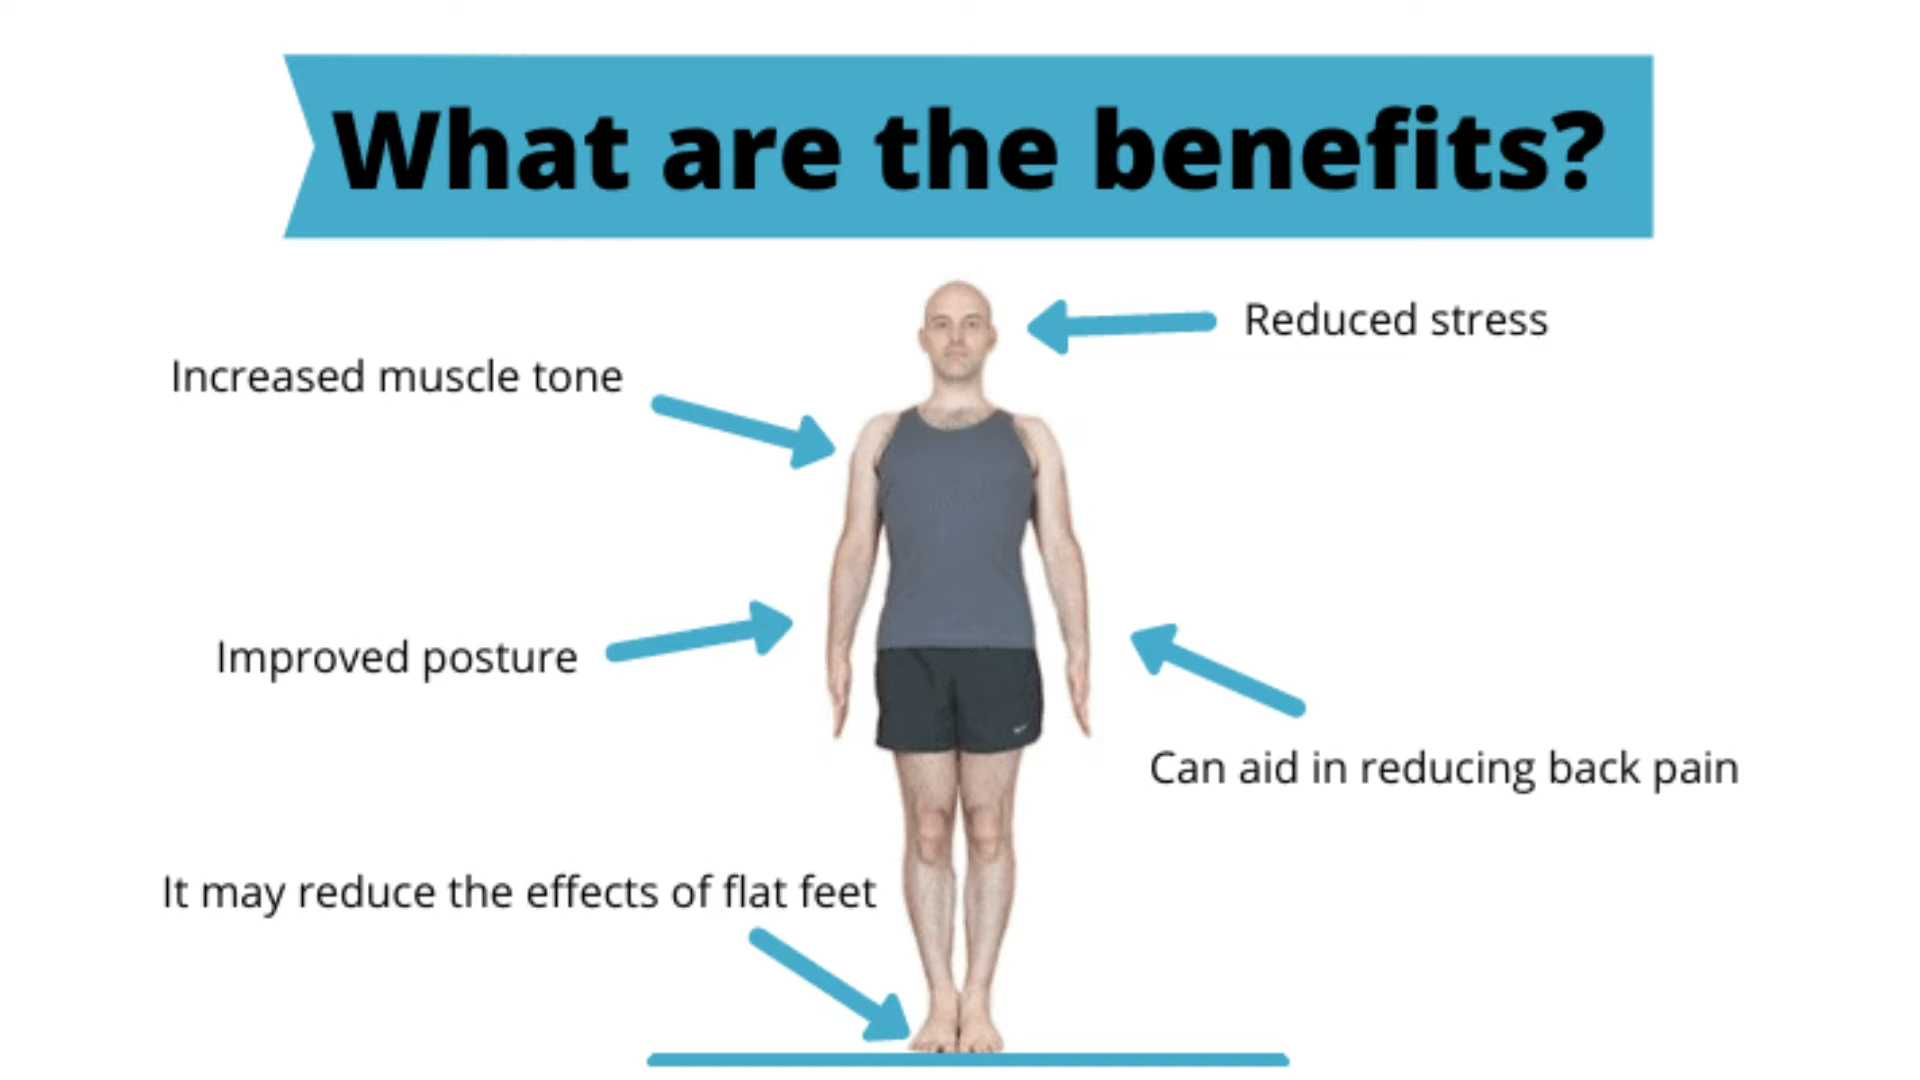 What are the benefits?
Reduced stress
Increased muscle tone
Improved posture
Can aid in reducing back pain
It may reduce the effects of flat feet